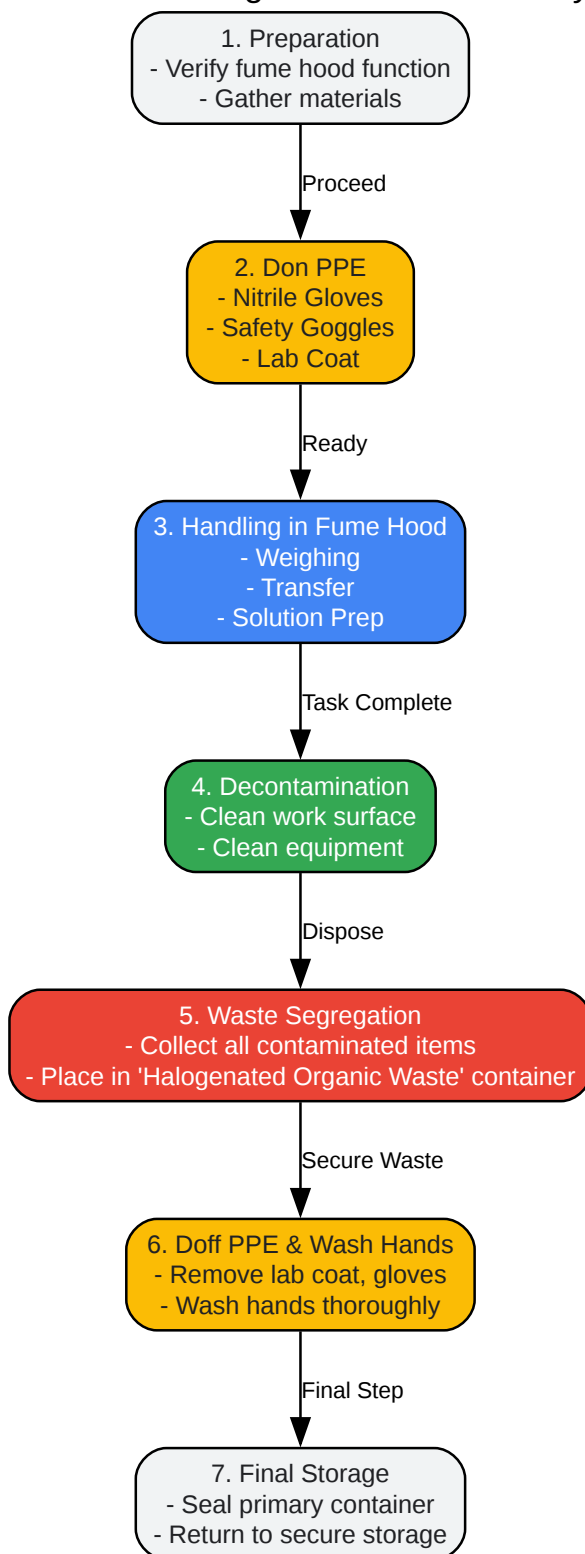 1. Preparation
- Verify fume hood function
- Gather materials
Proceed
2. Don PPE
- Nitrile Gloves
- Safety Goggles
- Lab Coat
Ready
3. Handling in Fume Hood
- Weighing
- Transfer
- Solution Prep
Task Complete
4. Decontamination
- Clean work surface
- Clean equipment
Dispose
5. Waste Segregation
- Collect all contaminated items
- Place in 'Halogenated Organic Waste' container
Secure Waste
6. Doff PPE & Wash Hands
- Remove lab coat, gloves
- Wash hands thoroughly
Final Step
7. Final Storage
- Seal primary container
- Return to secure storage